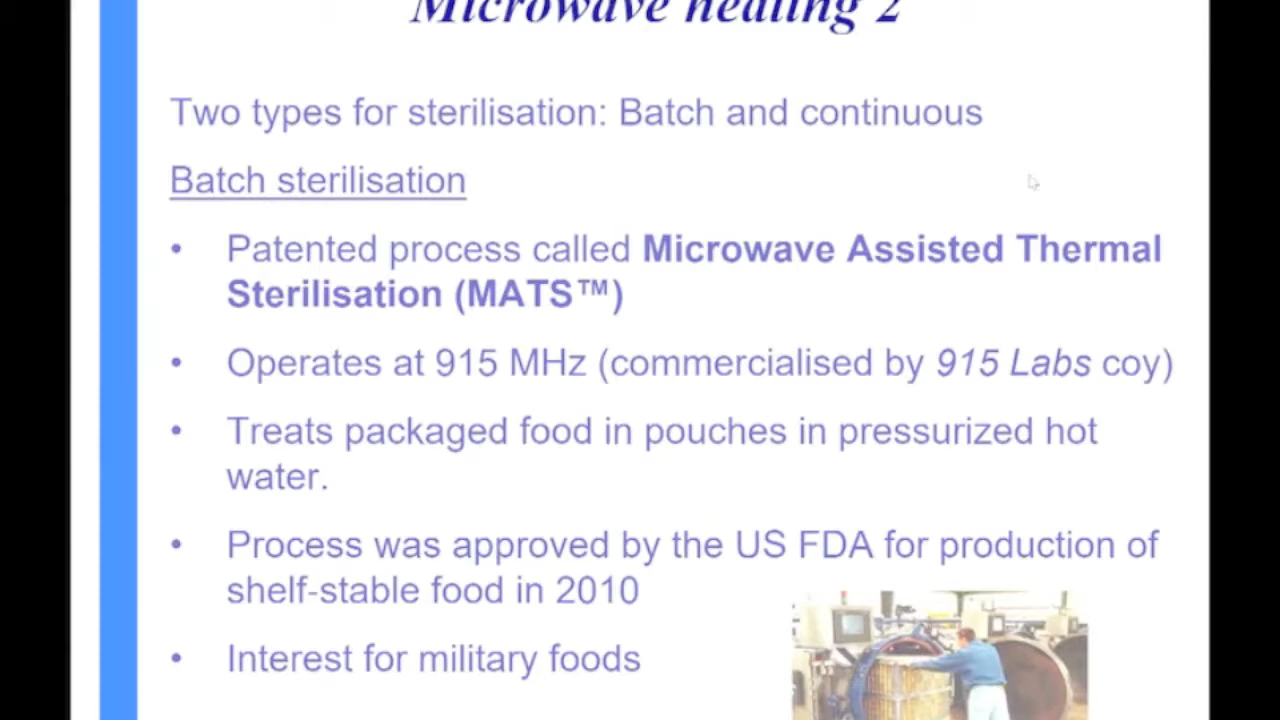 Microwave heating 2
Two types for sterilisation: Batch and continuous
Batch sterilisation
• Patented process called Microwave Assisted Thermal
Sterilisation (MATS™)
• Operates at 915 MHz (commercialised by 915 Labs coy)
• Treats packaged food in pouches in pressurized hot
water.
• Process was approved by the US FDA for production of
shelf-stable food in 2010
• Interest for military foods